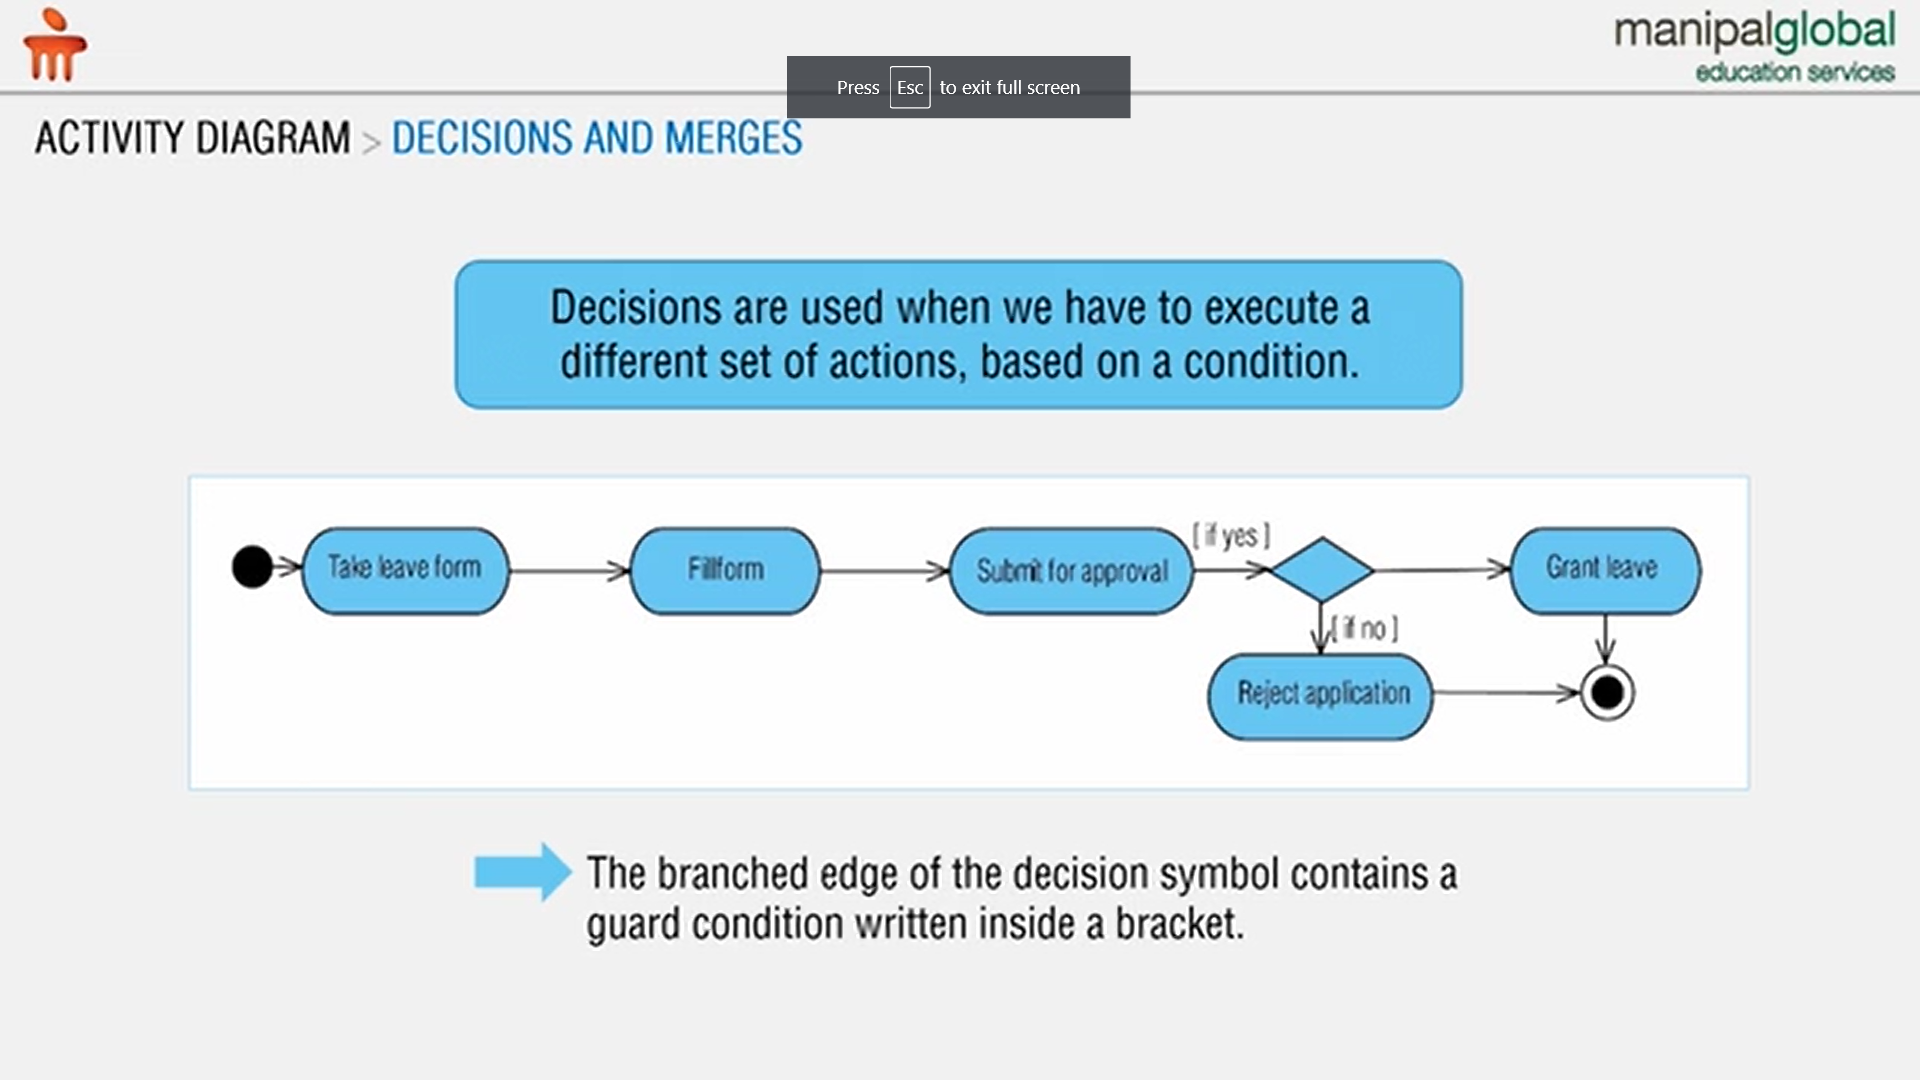 manipalglobal
education services
Press Esc to exit full screen
ACTIVITY DIAGRAM > DECISIONS AND MERGES
Decisions are used when we have to execute a
different set of actions, based on a condition.
[ if yes ]
Take leave form
Fillform
Submit for approval
Grant leave
[ if no ]
Reject application
The branched edge of the decision symbol contains a
guard condition written inside a bracket.